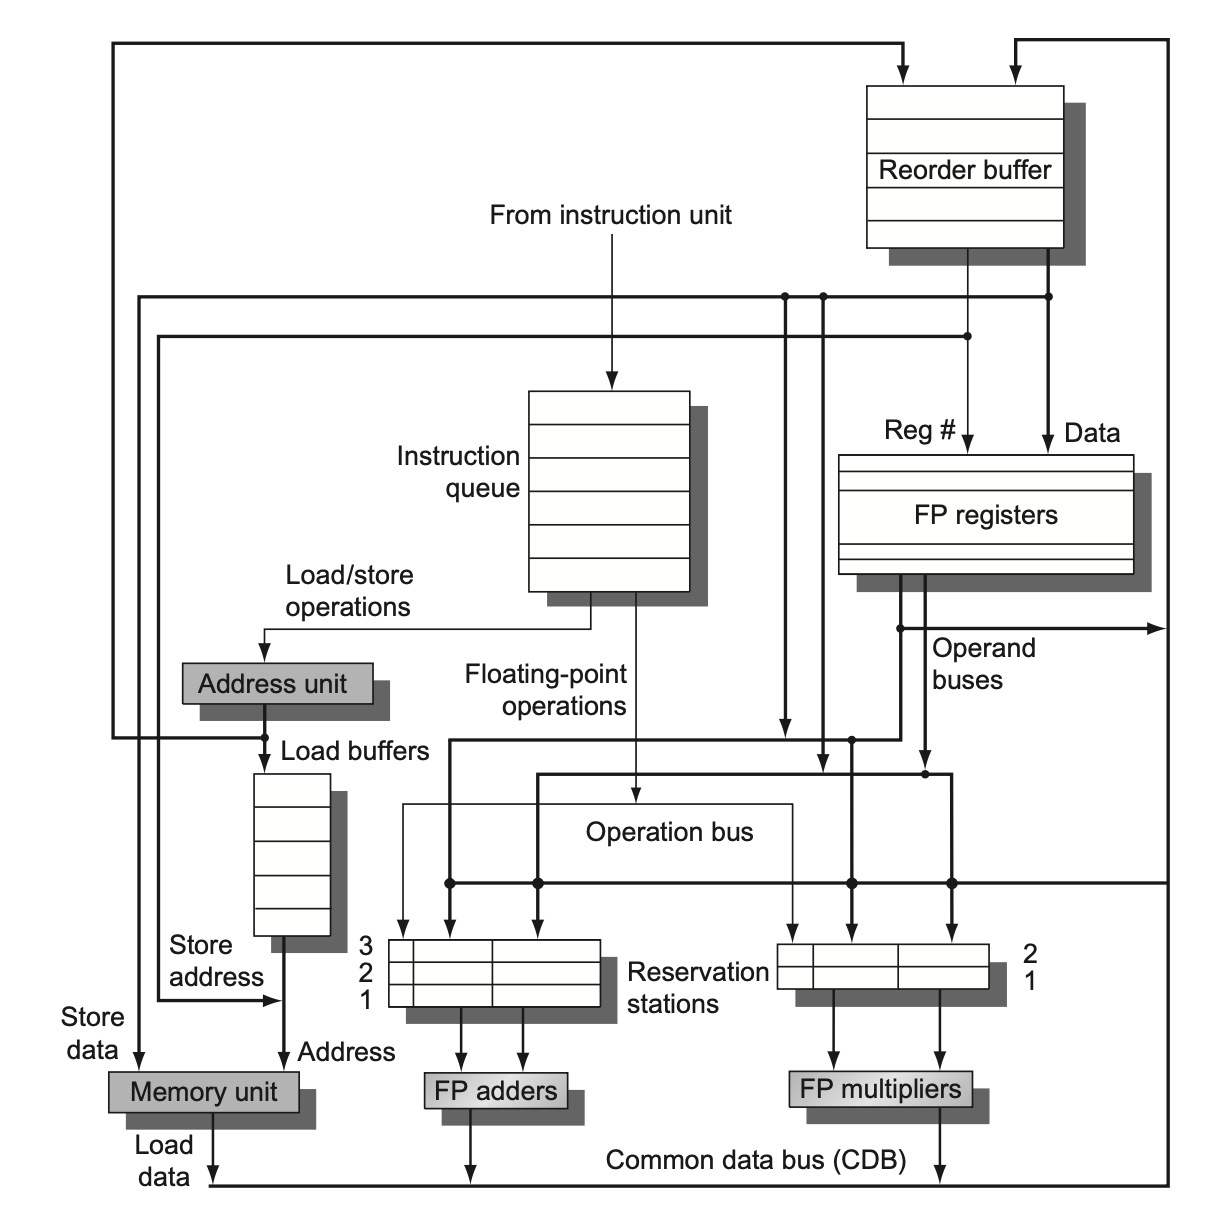 Reorder buffer
From instruction unit
Reg #
Data
Instruction
queue
FP registers
Load/store
operations
Operand
buses
Address unit
Floating-point
operations
Load buffers
Operation bus
Store
address
3
2
1
Reservation
stations
2
1
Store
data
Address
Memory unit
FP adders
FP multipliers
Load
data
Common data bus (CDB)